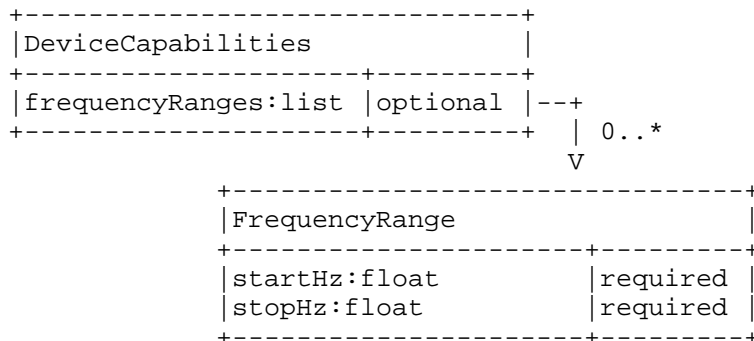 +-------------------------------+
|DeviceCapabilities             |
+---------------------+---------+
|frequencyRanges:list |optional |--+
+---------------------+---------+  | 0..*
                                   V
             +-------------------------------+
             |FrequencyRange                 |
             +---------------------+---------+
             |startHz:float        |required |
             |stopHz:float         |required |
             +---------------------+---------+